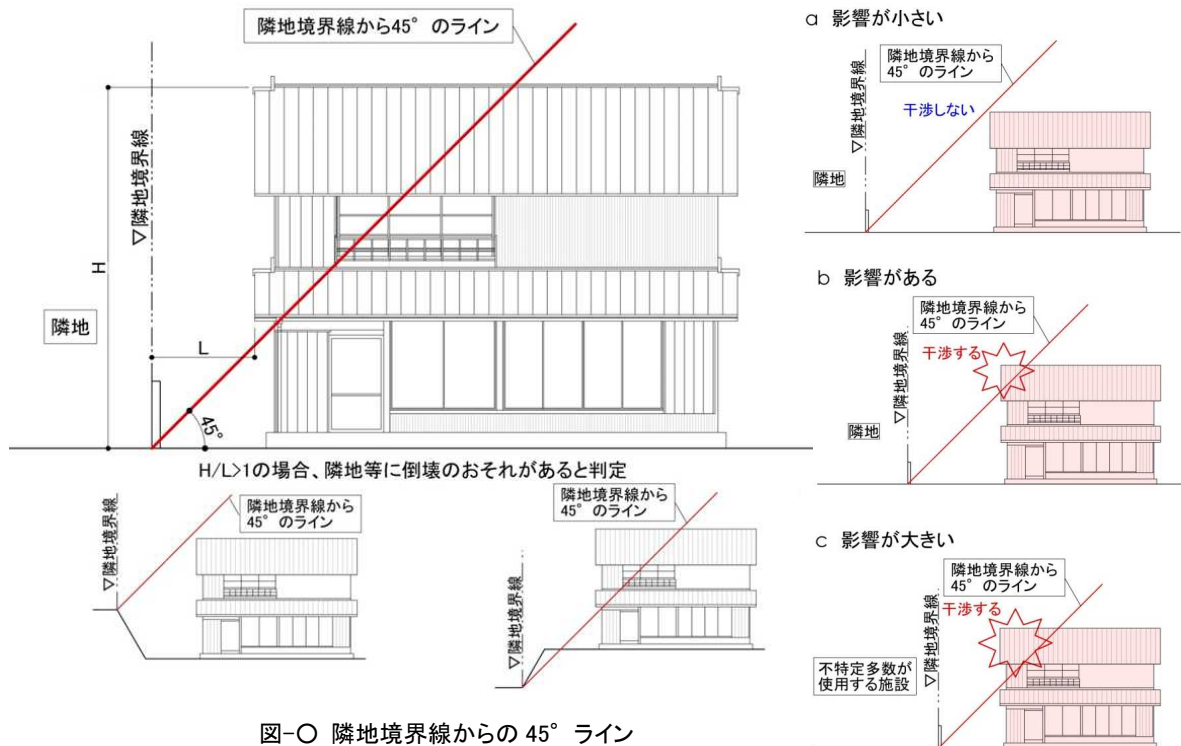 隣地境界線から45°のライン
▽隣地境界線
H
隣地
L
45°
H/L>1の場合、隣地等に倒壊のおそれがあると判定
▽隣地境界線
隣地境界線から
45°のライン
▽隣地境界線
隣地境界線から
45°のライン
図-〇 隣地境界線からの 45° ライン
a 影響が小さい
▽隣地境界線
隣地境界線から
45°のライン
干渉しない
隣地
b 影響がある
▽隣地境界線
隣地境界線から
45°のライン
干渉する
隣地
c 影響が大きい
▽隣地境界線
隣地境界線から
45°のライン
干渉する
不特定多数が
使用する施設